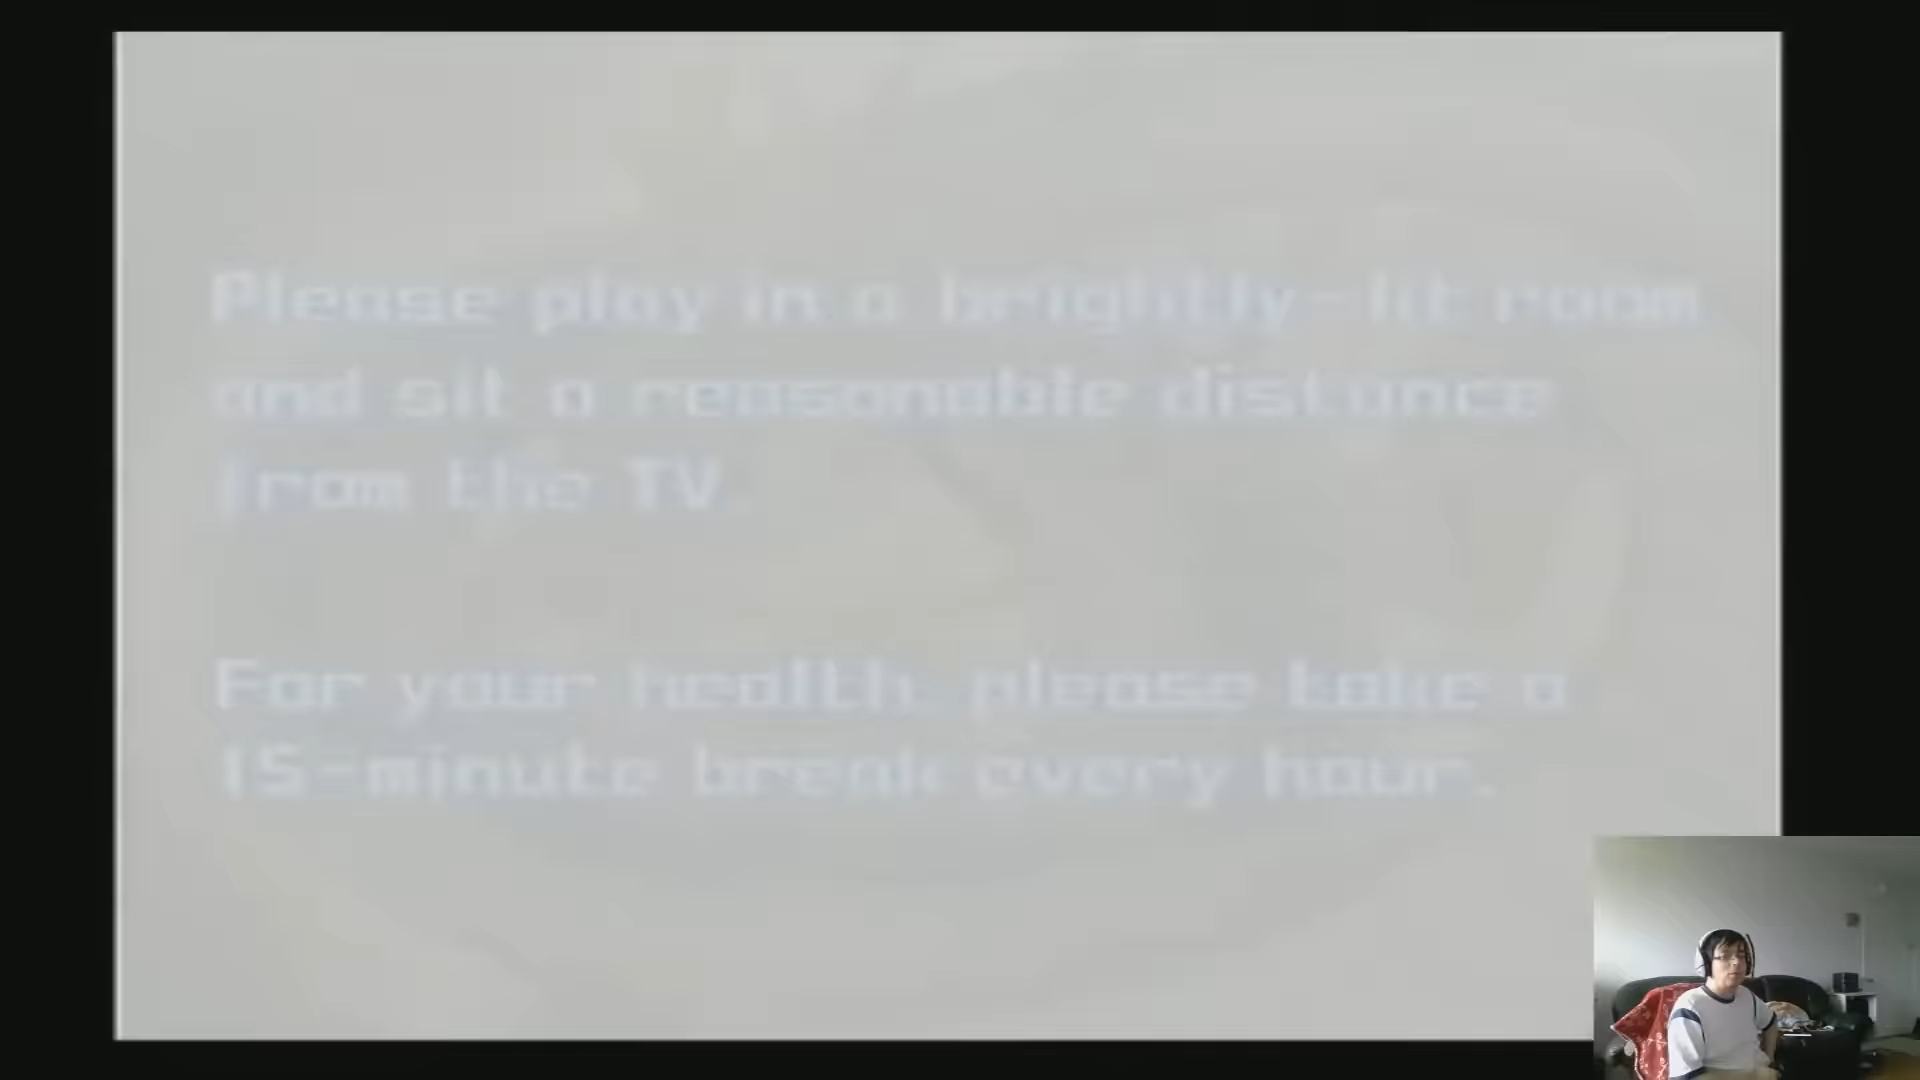 Please play in a brightly-lit room
and sit a reasonable distance
from the TV.
For your health, please take a
15-minute break every hour.